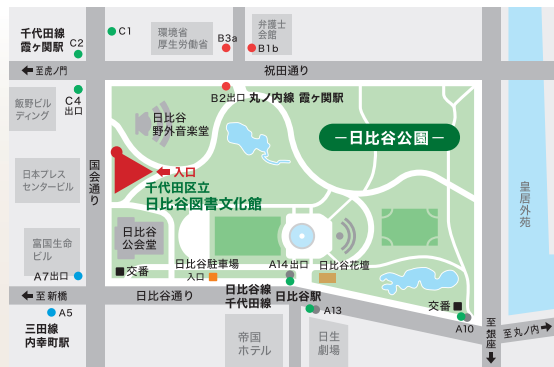 千代田線
霞ヶ関駅
C2
C1
環境省
厚生労働省
B3a
弁護士
会館
B1b
至虎ノ門
祝田通り
C4
出口
飯野ビル
ディング
B2出口 丸ノ内線 霞ヶ関駅
日比谷
野外音楽堂
－日比谷公園－
国会通り
日本プレス
センタービル
入口
千代田区立
日比谷図書文化館
皇居外苑
富国生命
ビル
日比谷
公会堂
A7出口
交番
日比谷駐車場
入口
A14出口
日比谷花壇
至新橋
日比谷通り
日比谷線
千代田線
日比谷駅
交番
A5
A13
A10
三田線
内幸町駅
帝国
ホテル
日生
劇場
至銀座
至丸ノ内